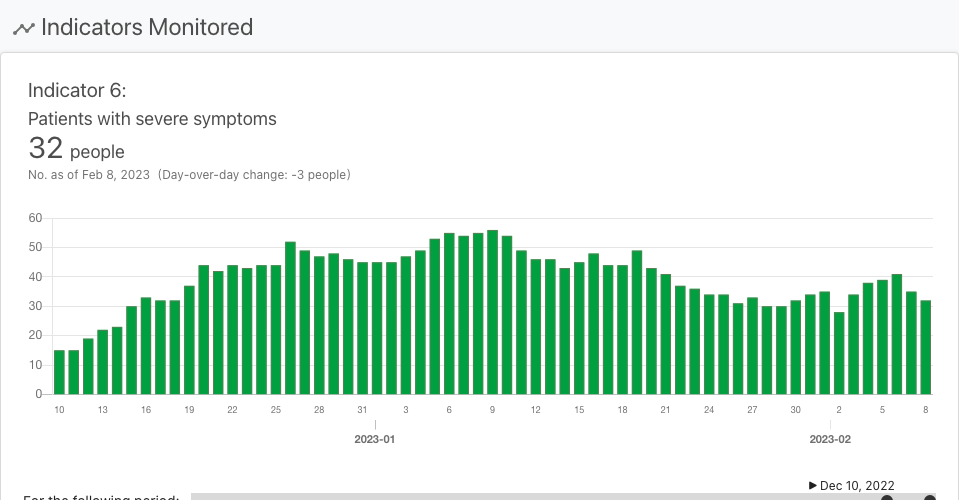 Indicators Monitored
Indicator 6:
Patients with severe symptoms
32 people
No. as of Feb 8, 2023 (Day-over-day change: -3 people)
60
50
40
30
20
10
0
10 13 16 19 22 25 28 31 3 6 9 12 15 18 21 24 27 30 2 5 8
2023-01 2023-02
▶ Dec 10, 2022
For the following period: